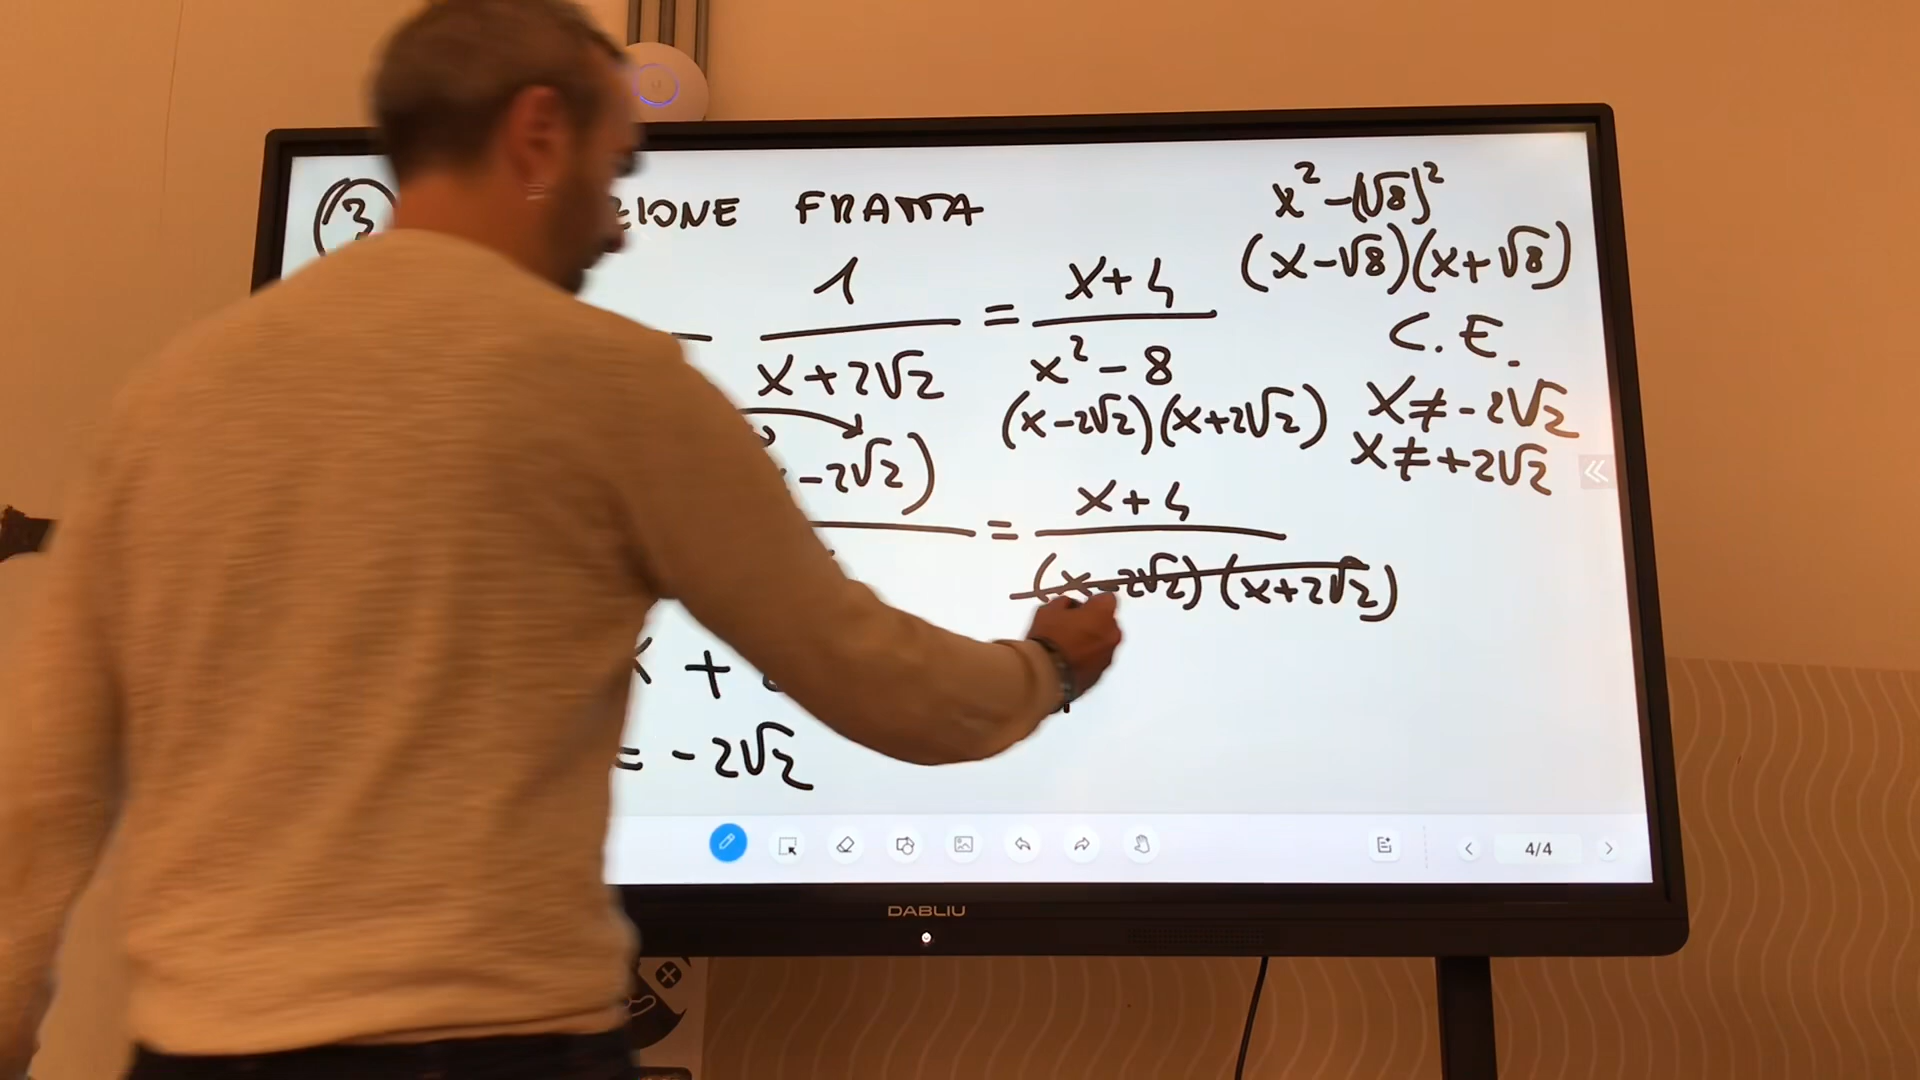 3 ZIONE FRATTA
1/(x+2√2) = (x+4)/(x²-8)
(x-2√2)(x+2√2)
-2√2) = (x+4)/((x-2√2)(x+2√2))
x +
= -2√2
x²-(√8)²
(x-√8)(x+√8)
C.E.
x≠-2√2
x≠+2√2
4/4
DABLIU